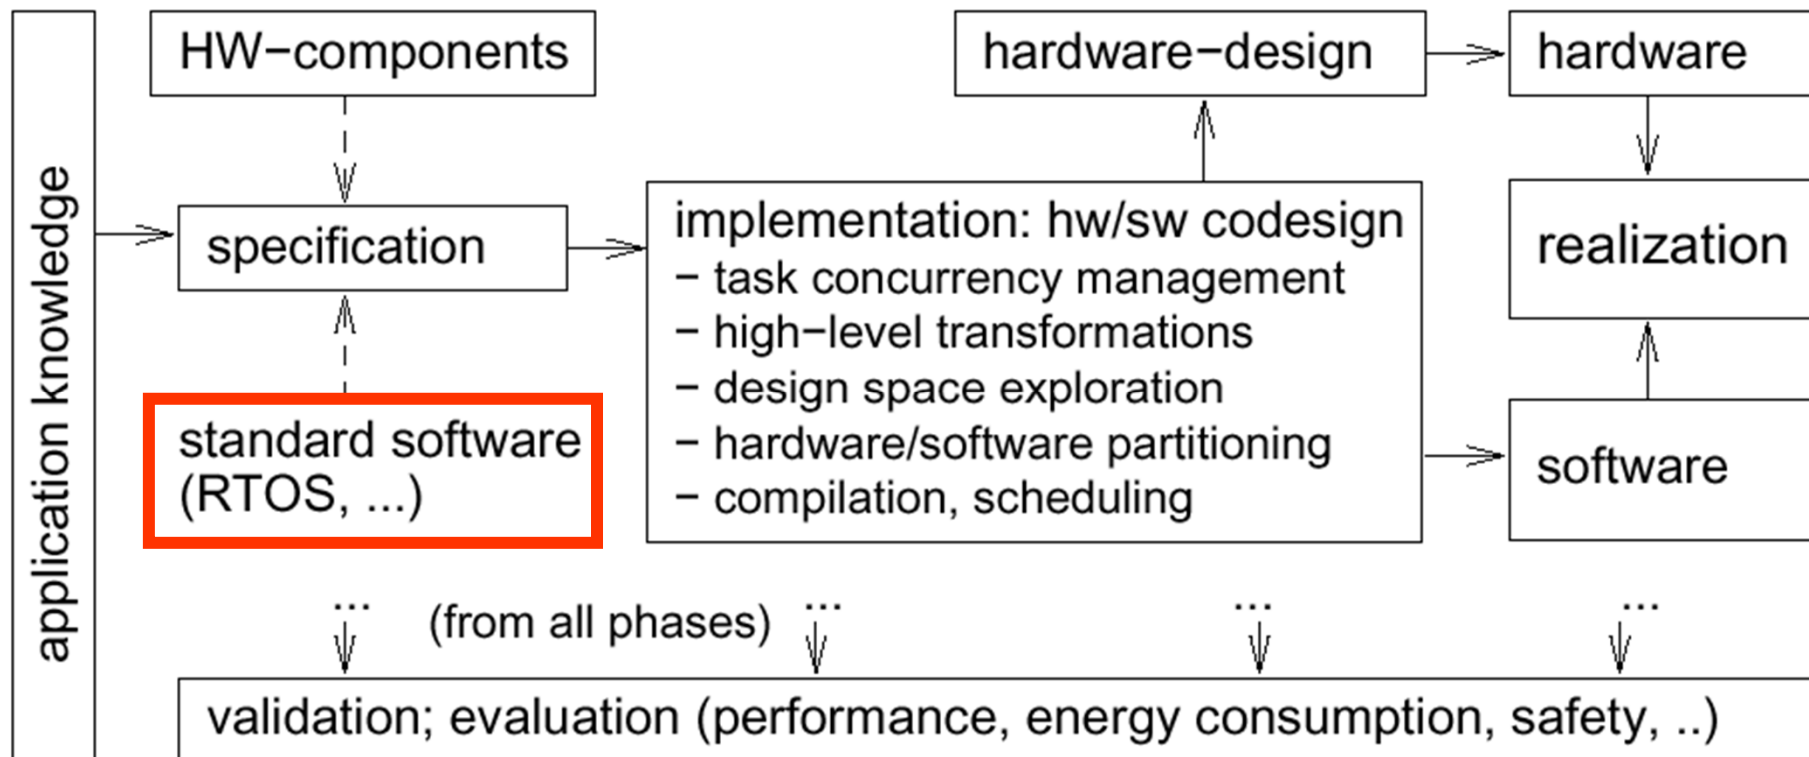 application knowledge
HW−components
hardware−design
hardware
specification
implementation: hw/sw codesign
− task concurrency management
− high−level transformations
− design space exploration
− hardware/software partitioning
− compilation, scheduling
realization
standard software
(RTOS, ...)
software
... (from all phases) ... ... ...
validation; evaluation (performance, energy consumption, safety, ..)